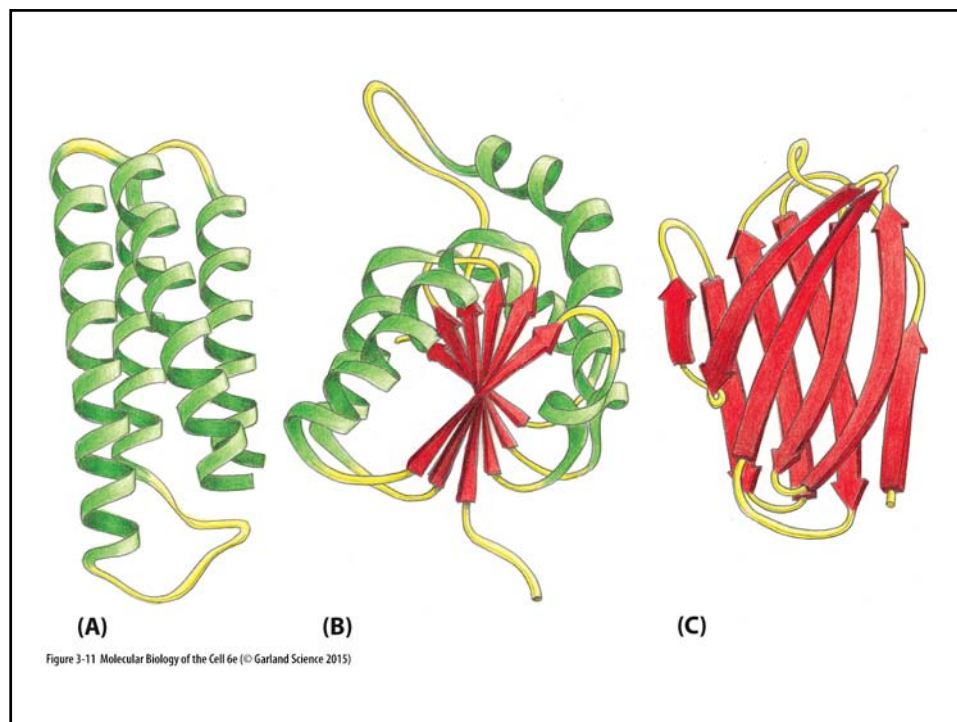 (A) (B) (C)
Figure 3-11 Molecular Biology of the Cell 6e (© Garland Science 2015)